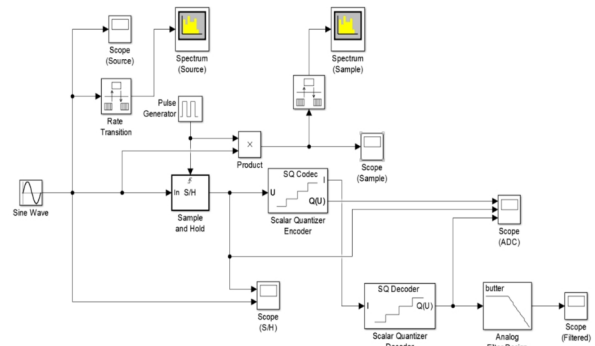 Scope
(Source)
Spectrum
(Source)
Spectrum
(Sample)
Rate
Transition
Pulse
Generator
×
Product
Scope
(Sample)
Sine Wave
In S/H
Sample
and Hold
SQ Codec
U
I
Q(U)
Scalar Quantizer
Encoder
Scope
(ADC)
Scope
(S/H)
SQ Decoder
I
Q(U)
Scalar Quantizer
butter
Analog
Scope
(Filtered)